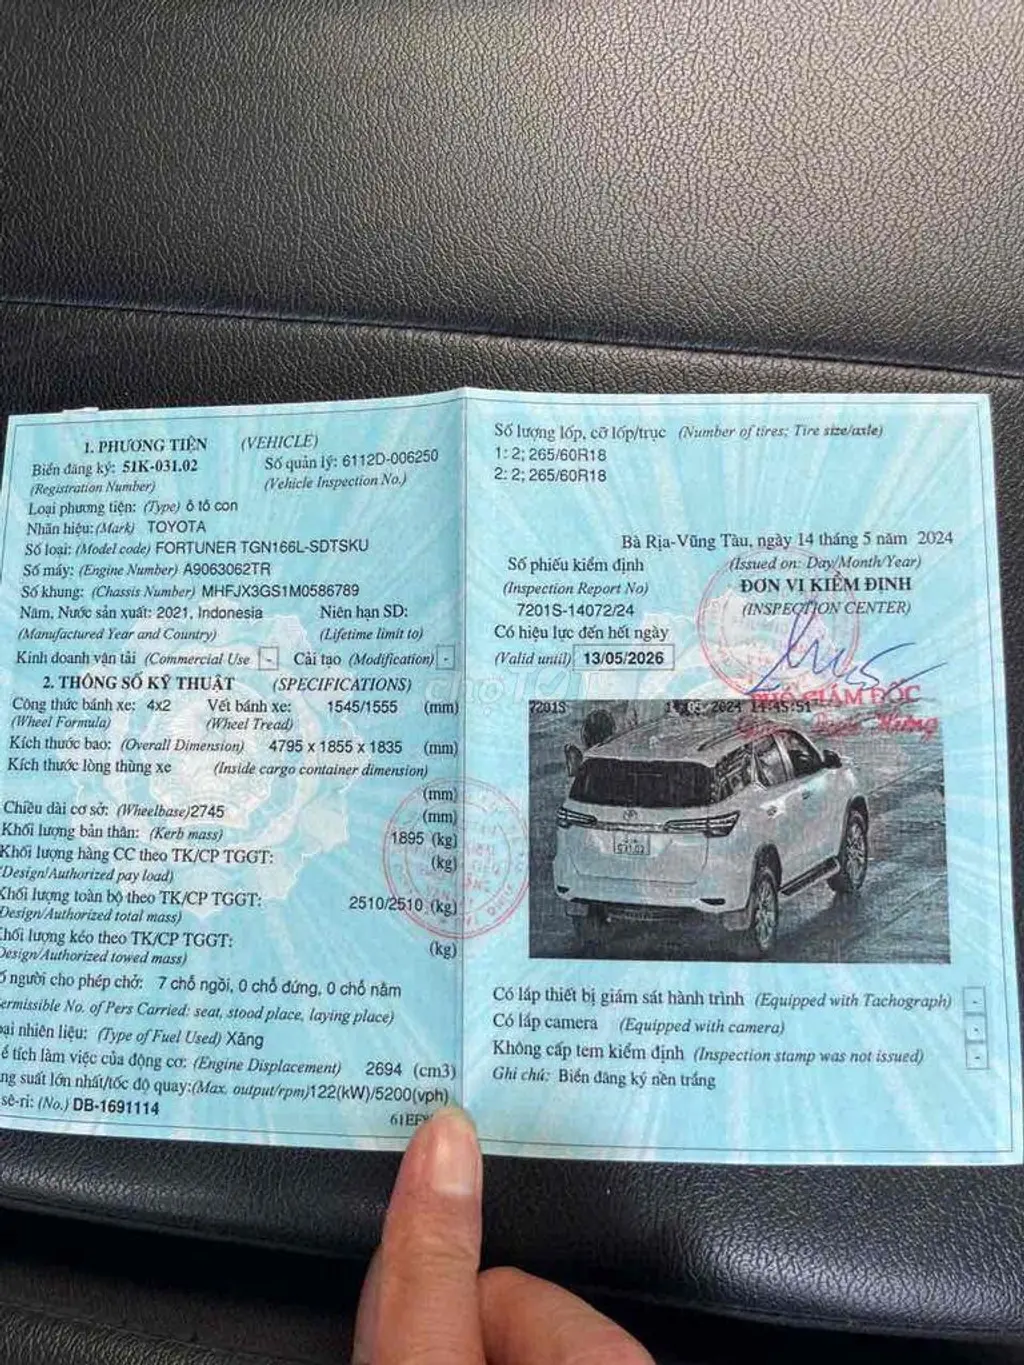 1. PHƯƠNG TIỆN (VEHICLE)
Biển đăng ký: 51K-031.02 Số quản lý: 6112D-006250
(Registration Number) (Vehicle Inspection No.)
Loại phương tiện: (Type) ô tô con
Nhãn hiệu: (Mark) TOYOTA
Số loại: (Model code) FORTUNER TGN166L-SDTSKU
Số máy: (Engine Number) A9063062TR
Số khung: (Chassis Number) MHFJX3GS1M0586789
Năm, Nước sản xuất: 2021, Indonesia Niên hạn SD:
(Manufactured Year and Country) (Lifetime limit to)
Kinh doanh vận tải (Commercial Use - Cải tạo (Modification) -
2. THÔNG SỐ KỸ THUẬT (SPECIFICATIONS)
Công thức bánh xe: 4x2 Vết bánh xe: 1545/1555 (mm)
(Wheel Formula) (Wheel Tread)
Kích thước bao: (Overall Dimension) 4795 x 1855 x 1835 (mm)
Kích thước lòng thùng xe (Inside cargo container dimension)
(mm)
Chiều dài cơ sở: (Wheelbase) 2745 (mm)
Khối lượng bản thân: (Kerb mass) 1895 (kg)
Khối lượng hàng CC theo TK/CP TGGT: (kg)
Design/Authorized pay load)
Khối lượng toàn bộ theo TK/CP TGGT: 2510/2510 (kg)
Design/Authorized total mass)
hối lượng kéo theo TK/CP TGGT: (kg)
Design/Authorized towed mass)
ố người cho phép chở: 7 chỗ ngồi, 0 chỗ đứng, 0 chỗ nằm
ermissible No. of Pers Carried: seat, stood place, laying place)
ại nhiên liệu: (Type of Fuel Used) Xăng
ể tích làm việc của động cơ: (Engine Displacement) 2694 (cm3)
ng suất lớn nhất/tốc độ quay:(Max. output/rpm)122(kW)/5200(vph)
sê-ri: (No.) DB-1691114
61EF
Số lượng lốp, cỡ lốp/trục (Number of tires; Tire size/axle)
1: 2; 265/60R18
2: 2; 265/60R18
Bà Rịa-Vũng Tàu, ngày 14 tháng 5 năm 2024
Số phiếu kiểm định (Issued on: Day/Month/Year)
(Inspection Report No) ĐƠN VỊ KIỂM ĐỊNH
7201S-14072/24 (INSPECTION CENTER)
Có hiệu lực đến hết ngày
(Valid until) 13/05/2026
PHÓ GIÁM ĐỐC
7201S 2024 14:45:51
Có lắp thiết bị giám sát hành trình (Equipped with Tachograph) -
Có lắp camera (Equipped with camera) -
Không cấp tem kiểm định (Inspection stamp was not issued) -
Ghi chú: Biển đăng ký nền trắng
choTỐT